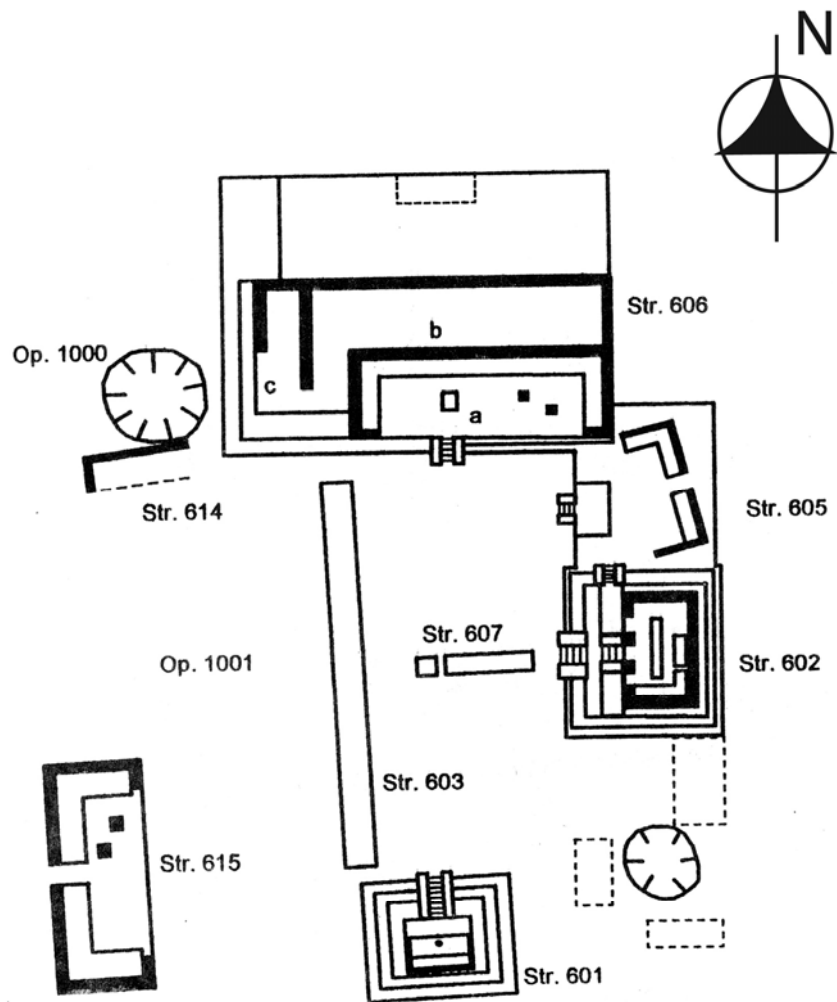 N
Str. 606
Op. 1000
b
c
a
Str. 614
Str. 605
Str. 607
Op. 1001
Str. 602
Str. 603
Str. 615
Str. 601